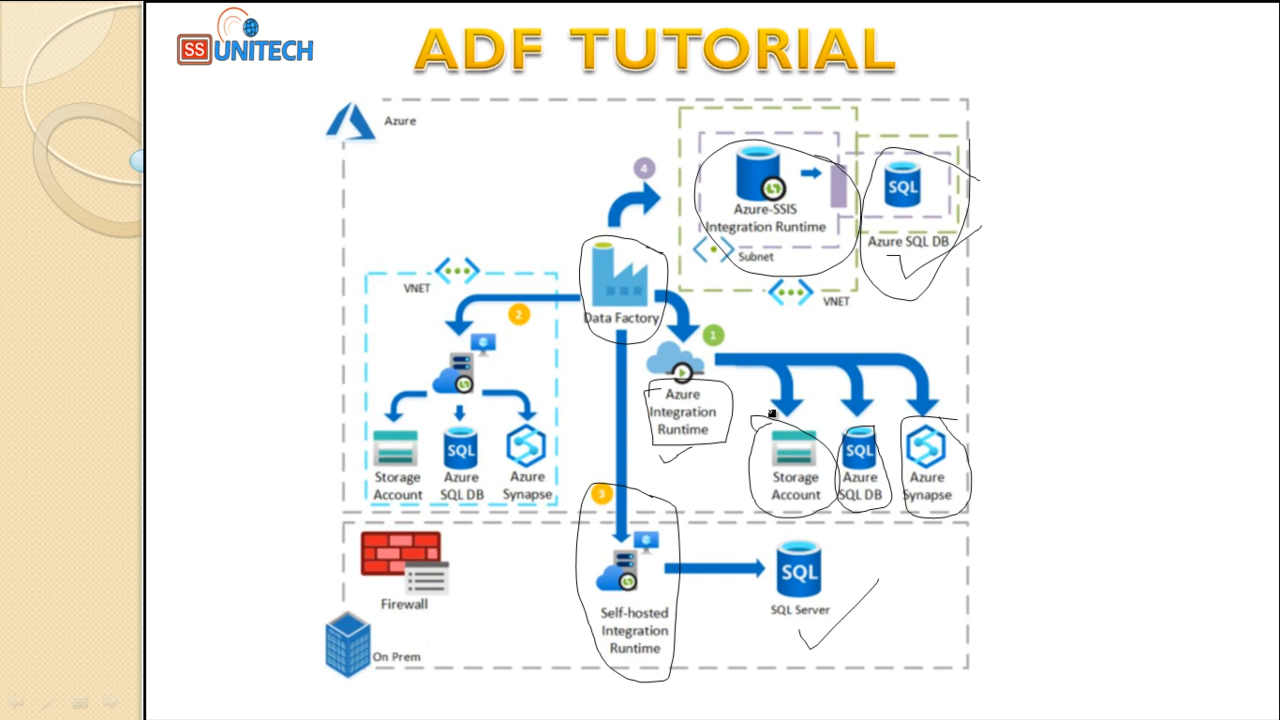 SS UNITECH
ADF TUTORIAL
Azure
4
Azure-SSIS
Integration Runtime
SQL
Azure SQL DB
Subnet
VNET
VNET
2
Data Factory
1
Azure
Integration
Runtime
SQL
Storage
Account
Azure
SQL DB
Azure
Synapse
SQL
Storage
Account
Azure
SQL DB
Azure
Synapse
3
Firewall
Self-hosted
Integration
Runtime
SQL
SQL Server
On Prem